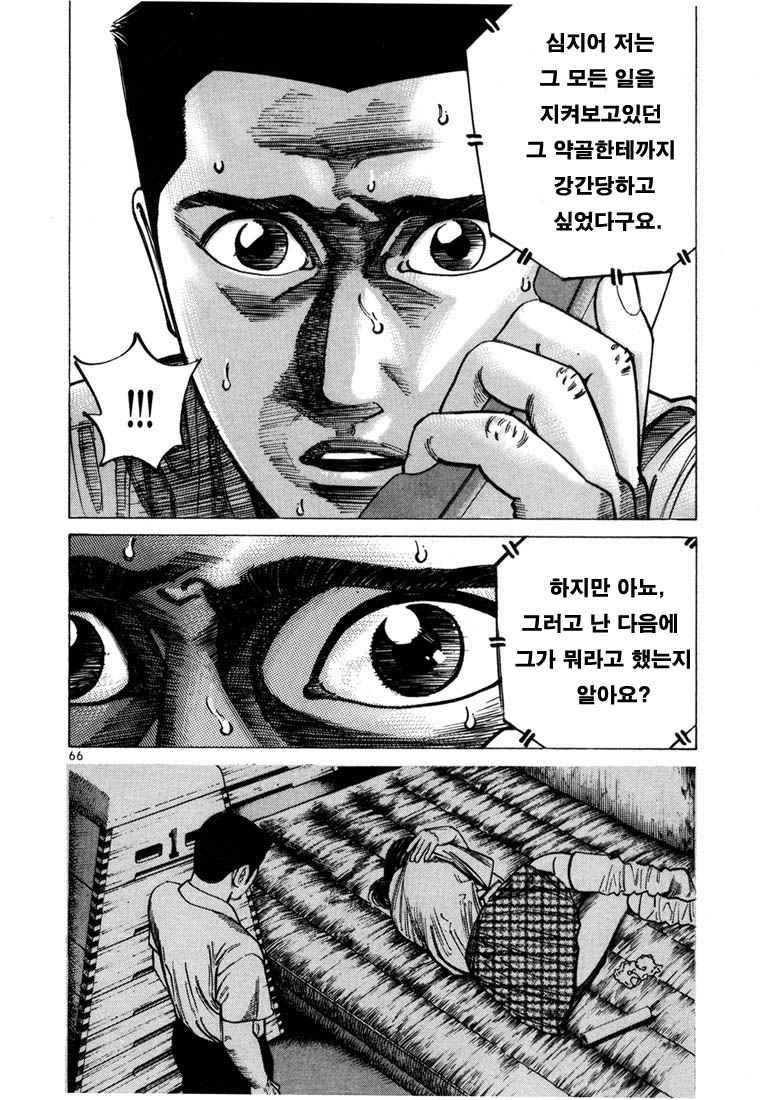 심지어 저는
그 모든 일을
지켜보고있던
그 약골한테까지
강간당하고
싶었다구요.
!!!
하지만 아뇨,
그러고 난 다음에
그가 뭐라고 했는지
알아요?
66
1